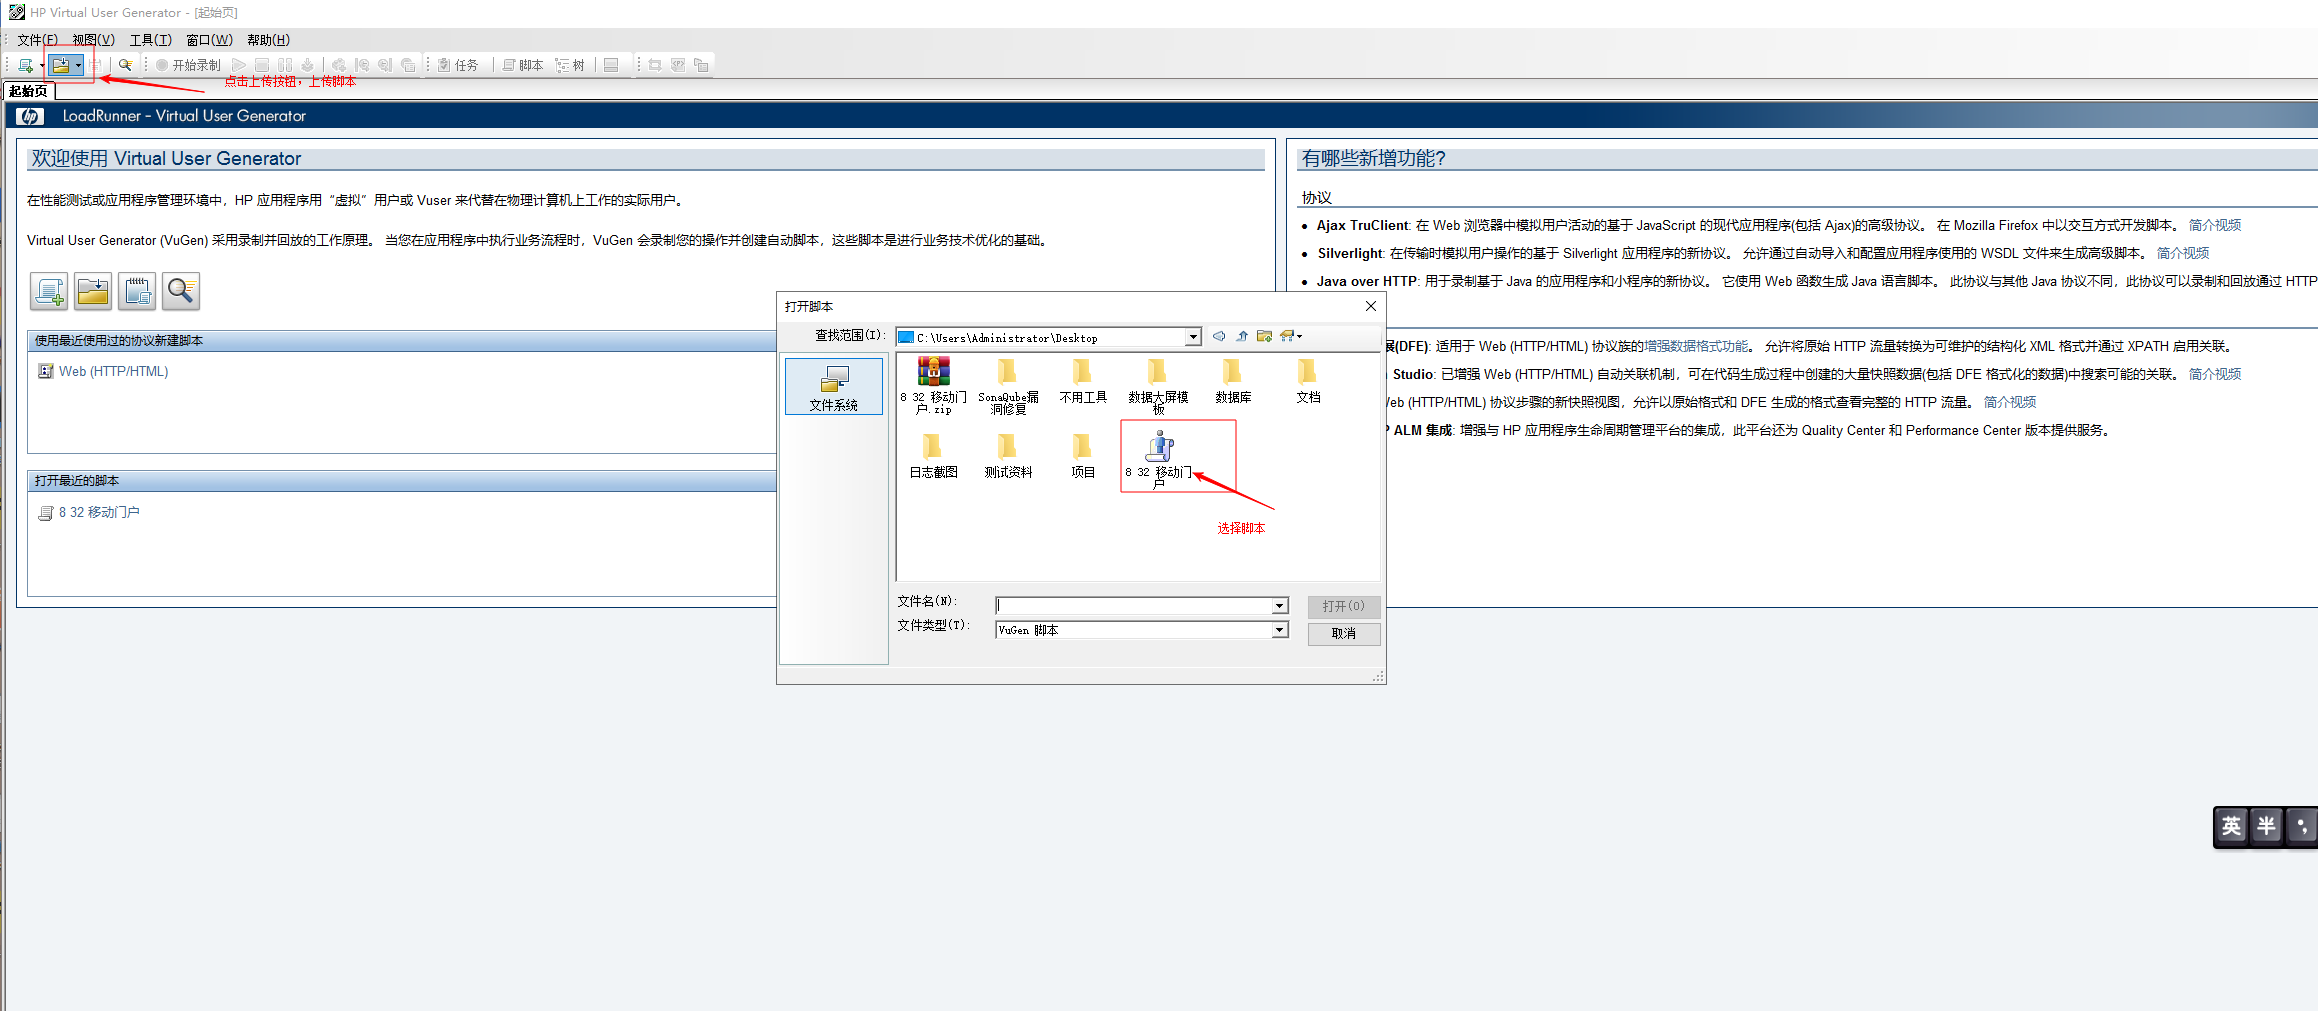 HP Virtual User Generator - [起始页]
文件(F) 视图(V) 工具(T) 窗口(W) 帮助(H)
开始录制 任务 脚本 树
点击上传按钮，上传脚本
起始页
hp LoadRunner - Virtual User Generator
欢迎使用 Virtual User Generator
在性能测试或应用程序管理环境中，HP 应用程序用“虚拟”用户或 Vuser 来代替在物理计算机上工作的实际用户。
Virtual User Generator (VuGen) 采用录制并回放的工作原理。 当您在应用程序中执行业务流程时，VuGen 会录制您的操作并创建自动脚本，这些脚本是进行业务技术优化的基础。
使用最近使用过的协议新建脚本
Web (HTTP/HTML)
打开最近的脚本
8 32 移动门户
有哪些新增功能?
协议
Ajax TruClient: 在 Web 浏览器中模拟用户活动的基于 JavaScript 的现代应用程序(包括 Ajax)的高级协议。 在 Mozilla Firefox 中以交互方式开发脚本。 简介视频
Silverlight: 在传输时模拟用户操作的基于 Silverlight 应用程序的新协议。 允许通过自动导入和配置应用程序使用的 WSDL 文件来生成高级脚本。 简介视频
Java over HTTP: 用于录制基于 Java 的应用程序和小程序的新协议。 它使用 Web 函数生成 Java 语言脚本。 此协议与其他 Java 协议不同，此协议可以录制和回放通过 HTTP
展(DFE): 适用于 Web (HTTP/HTML) 协议族的增强数据格式功能。 允许将原始 HTTP 流量转换为可维护的结构化 XML 格式并通过 XPATH 启用关联。
Studio: 已增强 Web (HTTP/HTML) 自动关联机制，可在代码生成过程中创建的大量快照数据(包括 DFE 格式化的数据)中搜索可能的关联。 简介视频
Web (HTTP/HTML) 协议步骤的新快照视图，允许以原始格式和 DFE 生成的格式查看完整的 HTTP 流量。 简介视频
P ALM 集成: 增强与 HP 应用程序生命周期管理平台的集成，此平台还为 Quality Center 和 Performance Center 版本提供服务。
打开脚本
查找范围(I): C:\Users\Administrator\Desktop
文件系统
8 32 移动门
户.zip
SonaQube漏
洞修复
不用工具
数据大屏模
板
数据库
文档
日志截图
测试资料
项目
8 32 移动门
户
选择脚本
文件名(N):
打开(O)
文件类型(T): VuGen 脚本
取消
英 半 ·,